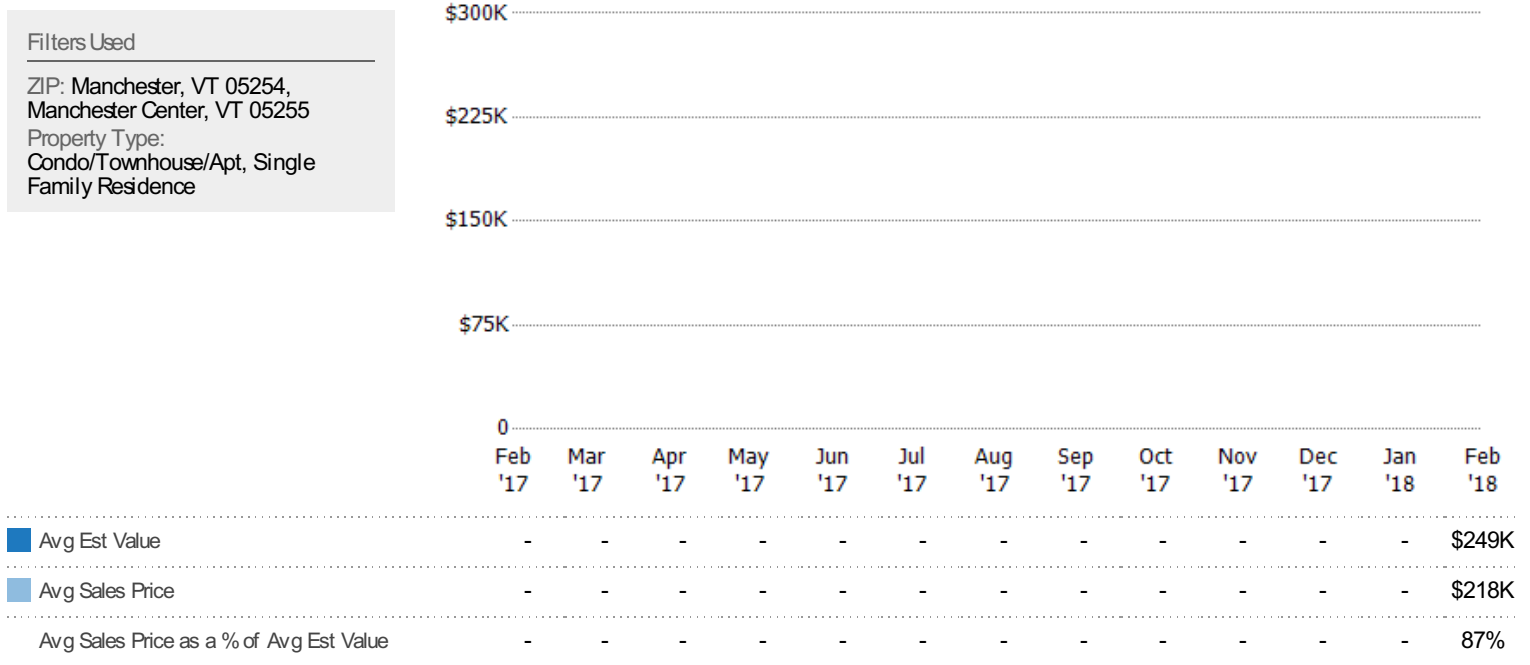 Filters Used
ZIP: Manchester, VT 05254,
Manchester Center, VT 05255
Property Type:
Condo/Townhouse/Apt, Single
Family Residence
$300K
$225K
$150K
$75K
0
Feb Mar Apr May Jun Jul Aug Sep Oct Nov Dec Jan Feb
'17 '17 '17 '17 '17 '17 '17 '17 '17 '17 '17 '18 '18
Avg Est Value - - - - - - - - - - - - $249K
Avg Sales Price - - - - - - - - - - - - $218K
Avg Sales Price as a % of Avg Est Value - - - - - - - - - - - - 87%